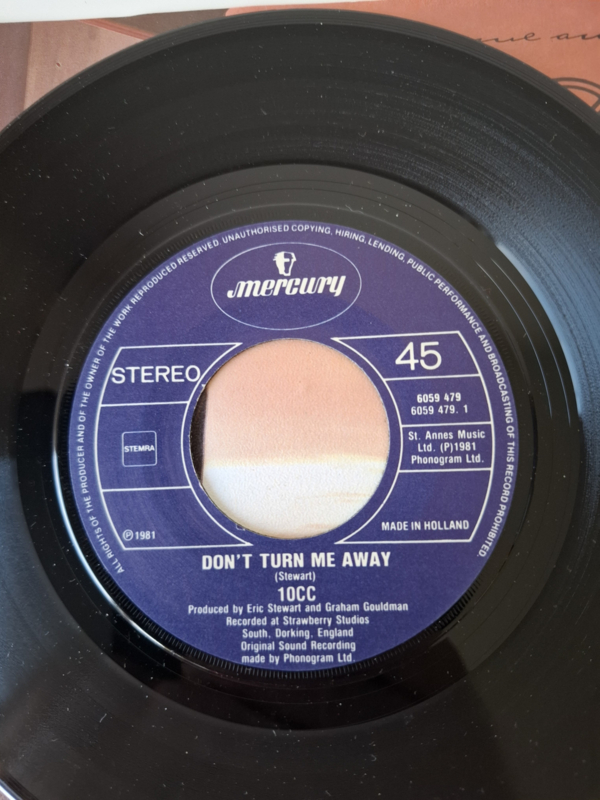 ALL RIGHTS OF THE PRODUCER AND OF THE OWNER OF THE WORK REPRODUCED RESERVED. UNAUTHORISED COPYING, HIRING, LENDING, PUBLIC PERFORMANCE AND BROADCASTING OF THIS RECORD PROHIBITED.
mercury
STEREO
45
6059 479
6059 479. 1
STEMRA
St. Annes Music
Ltd. (P)1981
Phonogram Ltd.
℗1981
MADE IN HOLLAND
DON'T TURN ME AWAY
(Stewart)
10CC
Produced by Eric Stewart and Graham Gouldman
Recorded at Strawberry Studios
South, Dorking, England
Original Sound Recording
made by Phonogram Ltd.